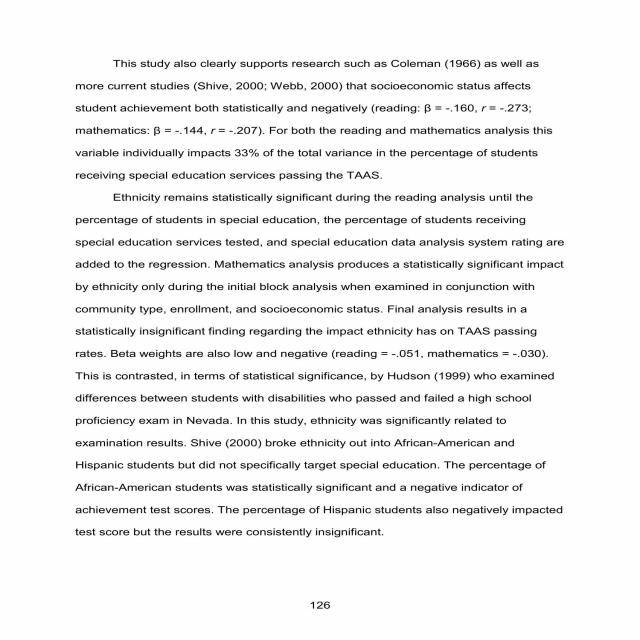 This study also clearly supports research such as Coleman (1966) as well as
more current studies (Shive, 2000; Webb, 2000) that socioeconomic status affects
student achievement both statistically and negatively (reading: β = -.160, r = -.273;
mathematics: β = -.144, r = -.207). For both the reading and mathematics analysis this
variable individually impacts 33% of the total variance in the percentage of students
receiving special education services passing the TAAS.
Ethnicity remains statistically significant during the reading analysis until the
percentage of students in special education, the percentage of students receiving
special education services tested, and special education data analysis system rating are
added to the regression. Mathematics analysis produces a statistically significant impact
by ethnicity only during the initial block analysis when examined in conjunction with
community type, enrollment, and socioeconomic status. Final analysis results in a
statistically insignificant finding regarding the impact ethnicity has on TAAS passing
rates. Beta weights are also low and negative (reading = -.051, mathematics = -.030).
This is contrasted, in terms of statistical significance, by Hudson (1999) who examined
differences between students with disabilities who passed and failed a high school
proficiency exam in Nevada. In this study, ethnicity was significantly related to
examination results. Shive (2000) broke ethnicity out into African-American and
Hispanic students but did not specifically target special education. The percentage of
African-American students was statistically significant and a negative indicator of
achievement test scores. The percentage of Hispanic students also negatively impacted
test score but the results were consistently insignificant.
126